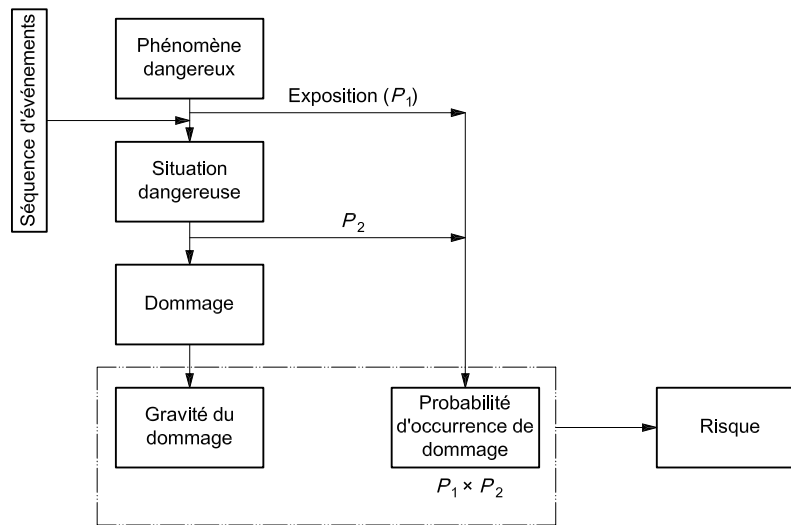 Séquence d'événements
Phénomène
dangereux
Exposition (P1)
Situation
dangereuse
P2
Dommage
Gravité du
dommage
Probabilité
d'occurrence de
dommage
P1 × P2
Risque